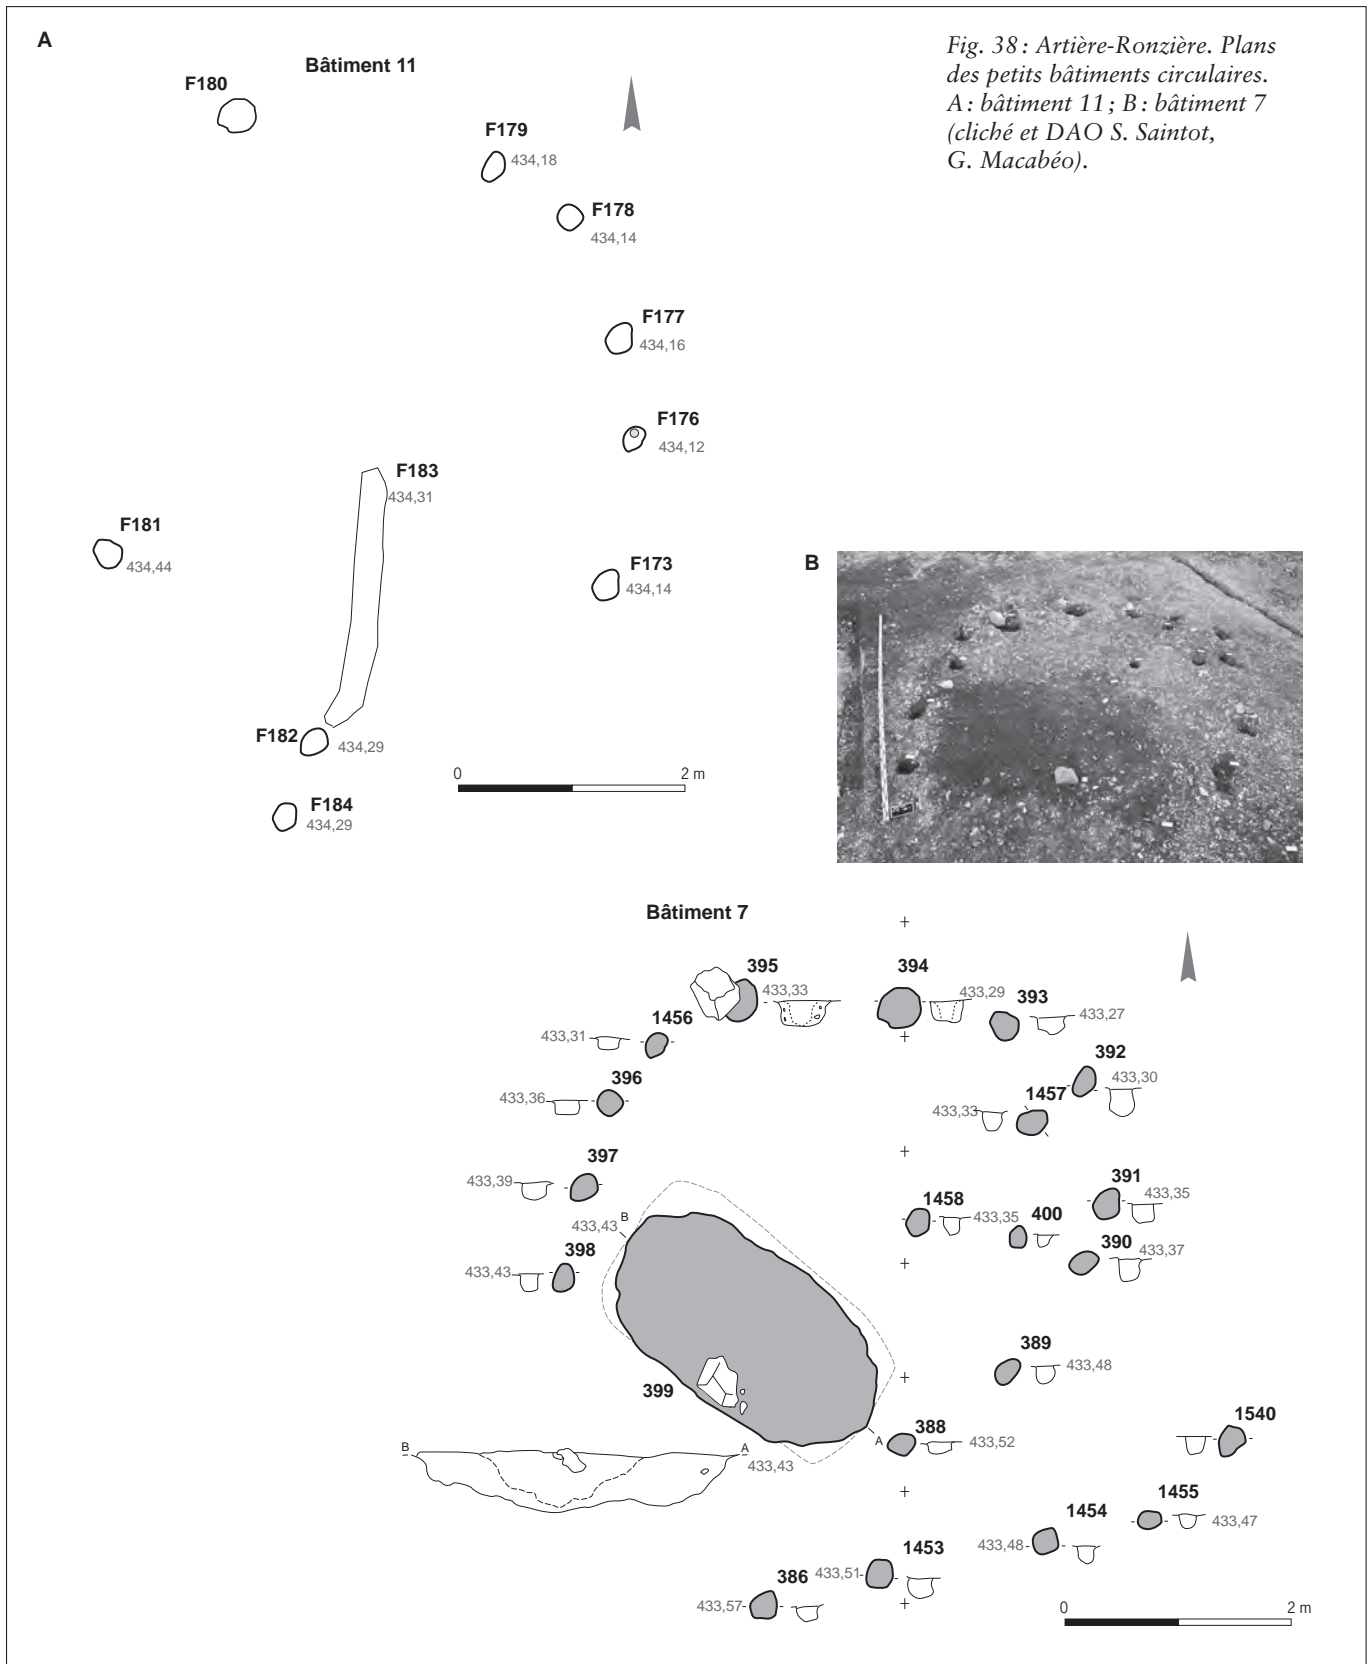 A
Fig. 38 : Artière-Ronzière. Plans
des petits bâtiments circulaires.
A : bâtiment 11 ; B : bâtiment 7
(cliché et DAO S. Saintot,
G. Macabéo).
Bâtiment 11
F180
F179
434,18
F178
434,14
F177
434,16
F176
434,12
F183
434,31
F181
434,44
F173
434,14
F182
434,29
F184
434,29
0 2 m
B
Bâtiment 7
395
433,33
394
433,29
393
433,27
1456
433,31
392
433,30
396
433,36
1457
433,33
397
433,39
391
433,35
1458
433,35
400
390
433,37
B
433,43
398
433,43
389
433,48
399
1540
388
433,52
A
B
A
433,43
1455
433,47
1454
433,48
1453
433,51
386
433,57
0 2 m